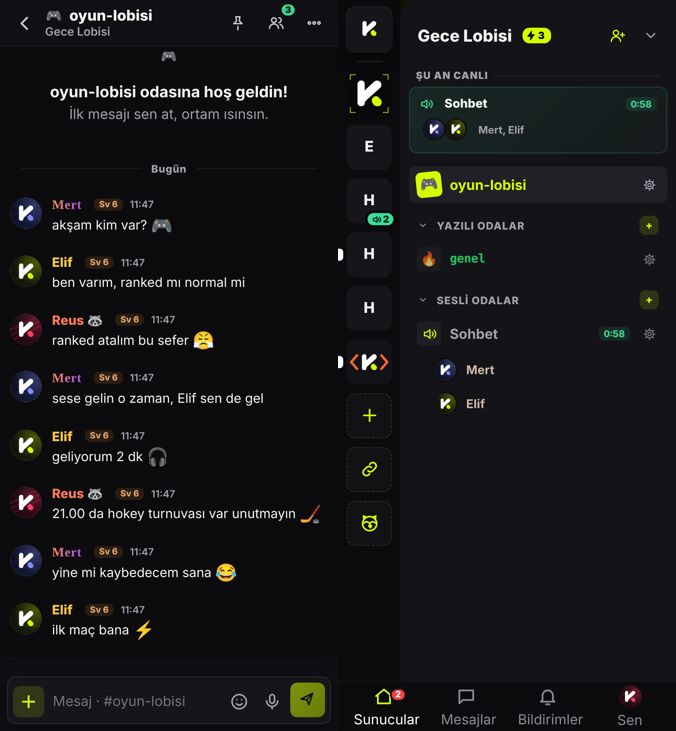 🎮 oyun-lobisi
Gece Lobisi
3
🎮
oyun-lobisi odasına hoş geldin!
İlk mesajı sen at, ortam ısınsın.
Bugün
Mert Sv 6 11:47
akşam kim var? 🎮
Elif Sv 6 11:47
ben varım, ranked mı normal mi
Reus 🦝 Sv 6 11:47
ranked atalım bu sefer 😤
Mert Sv 6 11:47
sese gelin o zaman, Elif sen de gel
Elif Sv 6 11:47
geliyorum 2 dk 🎧
Reus 🦝 Sv 6 11:47
21.00 da hokey turnuvası var unutmayın 🏒
Mert Sv 6 11:47
yine mi kaybedecem sana 😂
Elif Sv 6 11:47
ilk maç bana ⚡
Mesaj · #oyun-lobisi
E
H
2
H
H
Gece Lobisi ⚡ 3
ŞU AN CANLI
Sohbet 0:58
Mert, Elif
🎮 oyun-lobisi
YAZILI ODALAR
🔥 genel
SESLİ ODALAR
Sohbet 0:58
Mert
Elif
2
Sunucular Mesajlar Bildirimler Sen